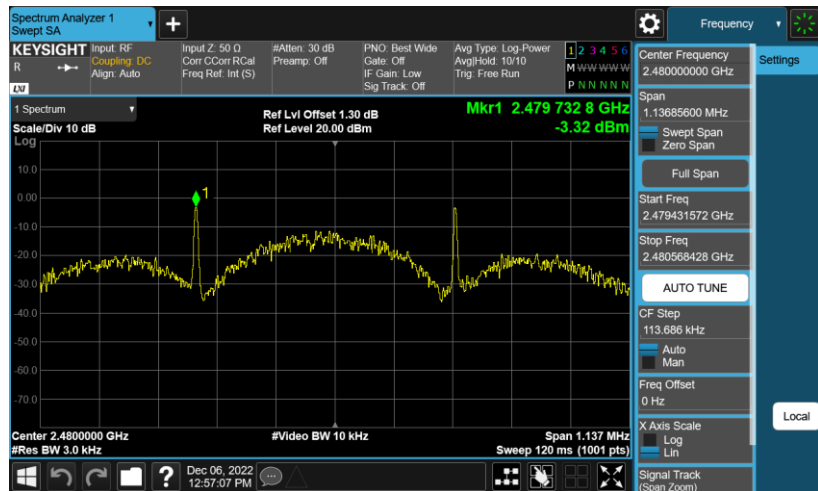 Spectrum Analyzer 1
Swept SA
+
Frequency
KEYSIGHT
R
LXI
Input: RF
Coupling: DC
Align: Auto
Input Z: 50 Ω
Corr CCorr RCal
Freq Ref: Int (S)
#Atten: 30 dB
Preamp: Off
PNO: Best Wide
Gate: Off
IF Gain: Low
Sig Track: Off
Avg Type: Log-Power
Avg|Hold: 10/10
Trig: Free Run
1 2 3 4 5 6
M W W W W W
P N N N N N
1 Spectrum
Scale/Div 10 dB
Log
Ref Lvl Offset 1.30 dB
Ref Level 20.00 dBm
Mkr1 2.479 732 8 GHz
-3.32 dBm
10.0
0.00
-10.0
-20.0
-30.0
-40.0
-50.0
-60.0
-70.0
1
Center 2.4800000 GHz
#Res BW 3.0 kHz
#Video BW 10 kHz
Span 1.137 MHz
Sweep 120 ms (1001 pts)
?
Dec 06, 2022
12:57:07 PM
Center Frequency
2.480000000 GHz
Span
1.13685600 MHz
Swept Span
Zero Span
Full Span
Start Freq
2.479431572 GHz
Stop Freq
2.480568428 GHz
AUTO TUNE
CF Step
113.686 kHz
Auto
Man
Freq Offset
0 Hz
X Axis Scale
Log
Lin
Signal Track
(Span Zoom)
Settings
Local